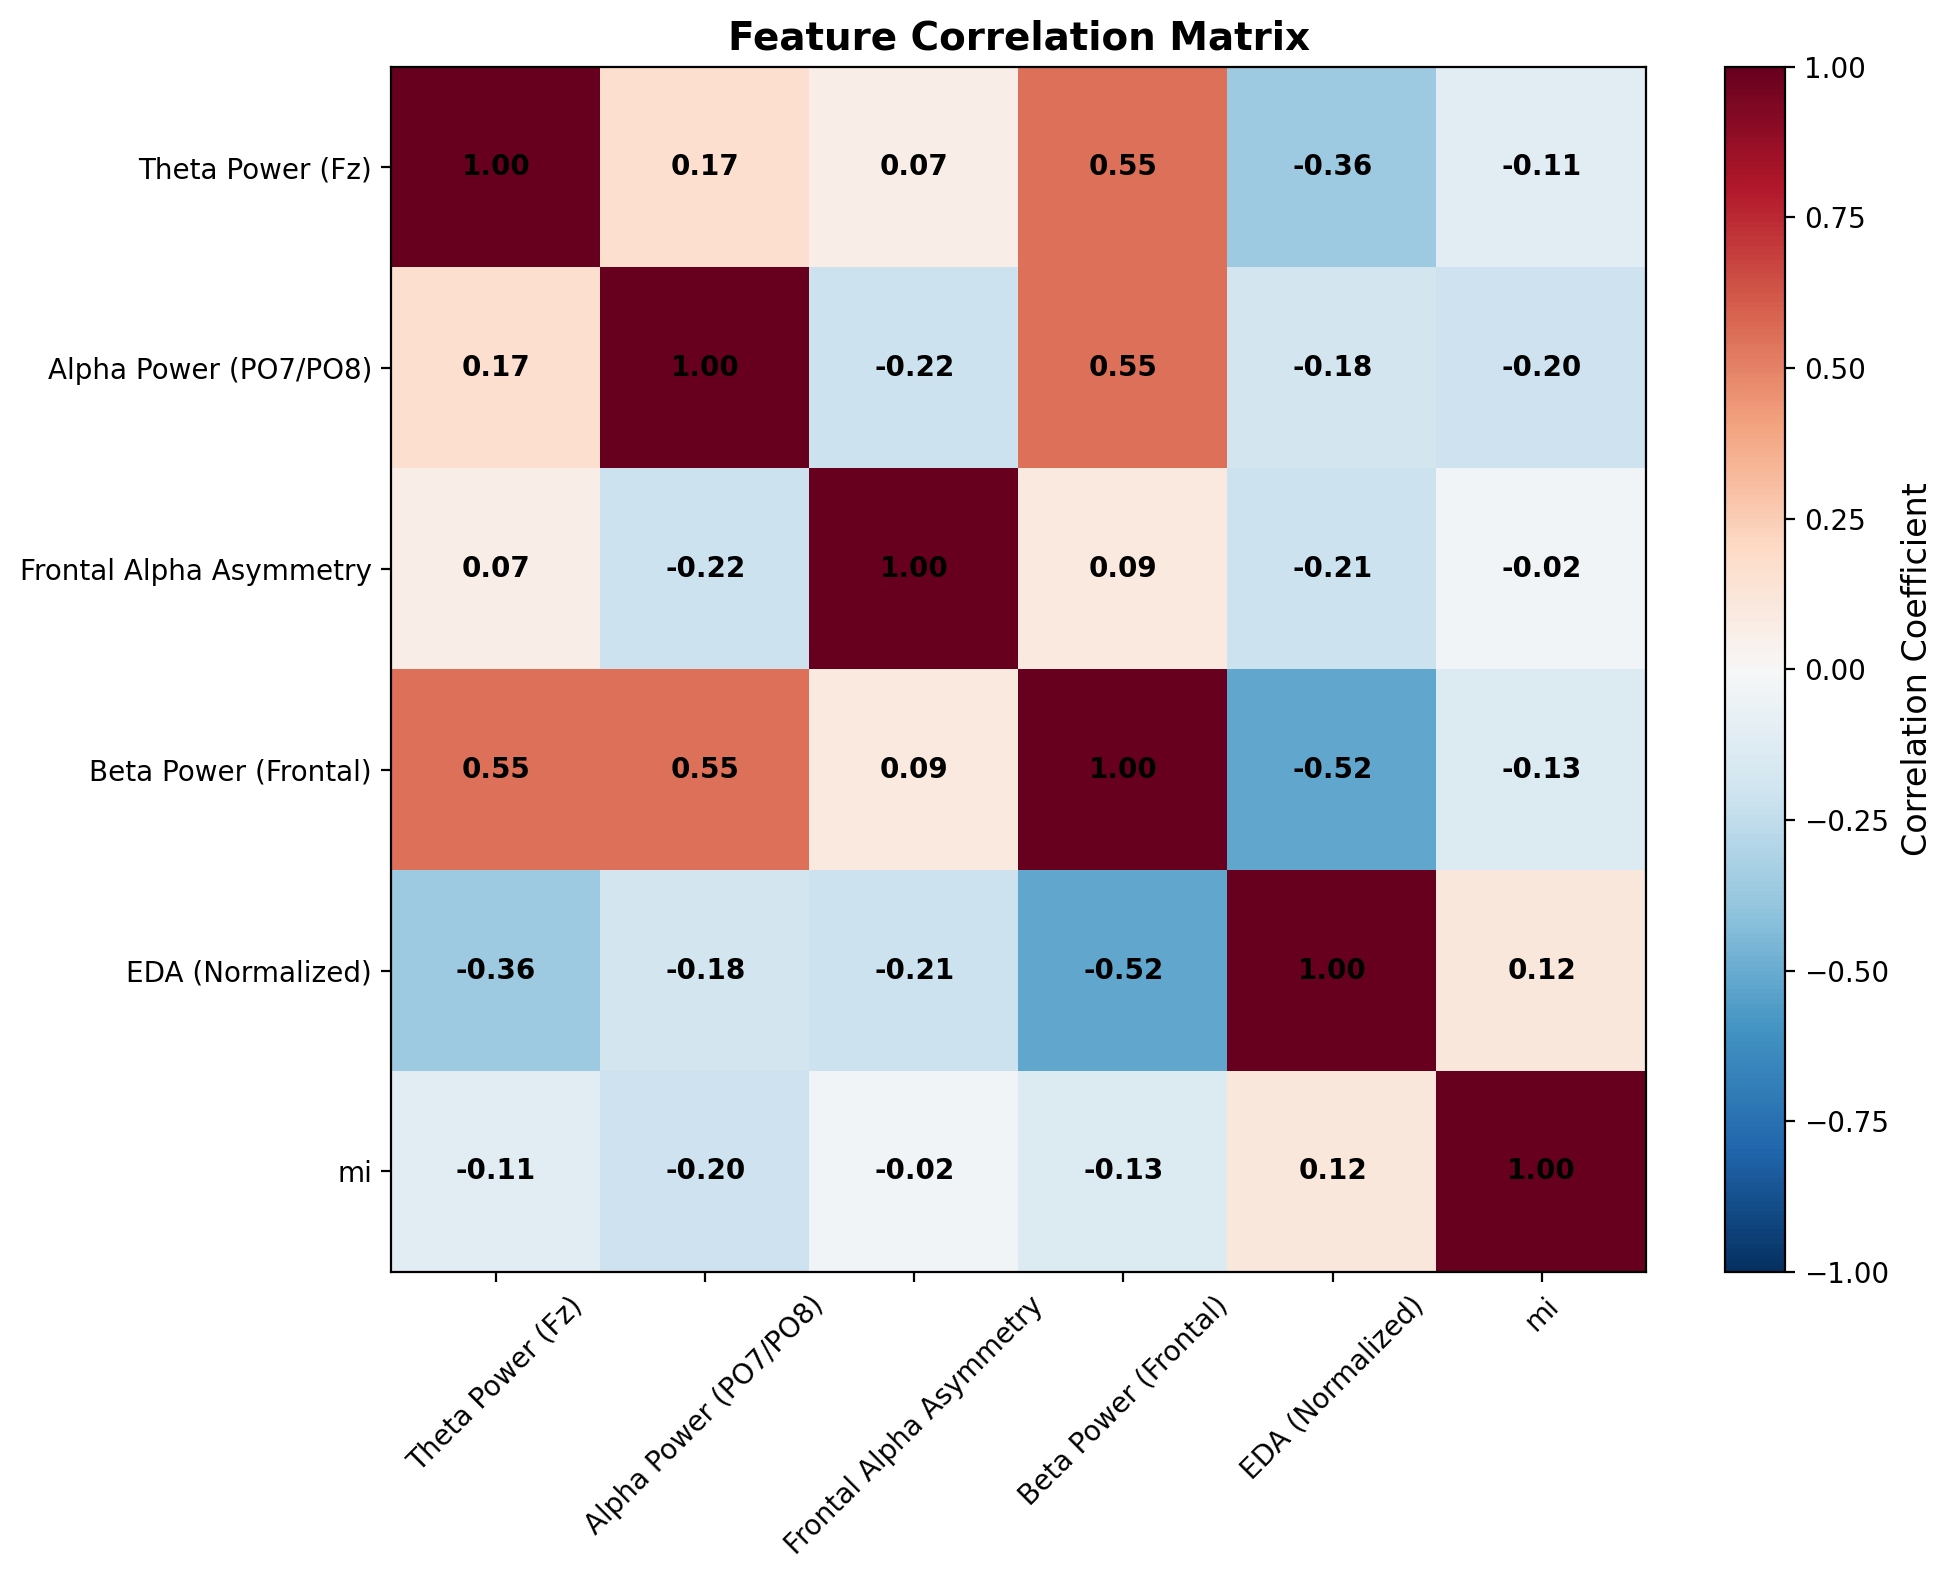 Feature Correlation Matrix
Theta Power (Fz) 1.00 0.17 0.07 0.55 -0.36 -0.11
Alpha Power (PO7/PO8) 0.17 1.00 -0.22 0.55 -0.18 -0.20
Frontal Alpha Asymmetry 0.07 -0.22 1.00 0.09 -0.21 -0.02
Beta Power (Frontal) 0.55 0.55 0.09 1.00 -0.52 -0.13
EDA (Normalized) -0.36 -0.18 -0.21 -0.52 1.00 0.12
mi -0.11 -0.20 -0.02 -0.13 0.12 1.00
Theta Power (Fz)
Alpha Power (PO7/PO8)
Frontal Alpha Asymmetry
Beta Power (Frontal)
EDA (Normalized)
mi
1.00
0.75
0.50
0.25
0.00
−0.25
−0.50
−0.75
−1.00
Correlation Coefficient